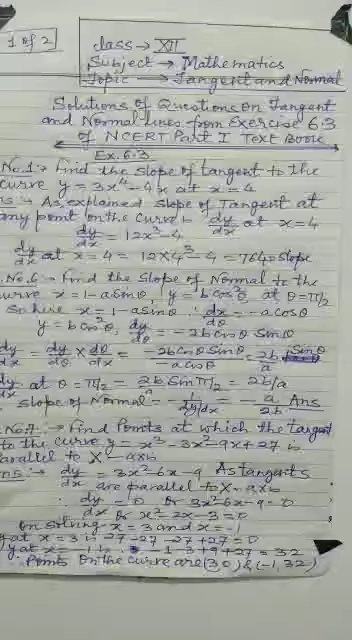 1 of 2
Class → XII
Subject → Mathematics
Topic → Tangent and Normal
Solutions of Questions on Tangent
and Normal lines from Exercise 6.3
of NCERT Part I Text Book
Ex. 6.3
No. 1 :→ Find the slope of tangent to the
curve y = 3x⁴ - 4x at x = 4
:→ As explained slope of Tangent at
any point on the curve is dy/dx at x = 4
dy/dx = 12x³ - 4
dy/dx at x = 4 = 12 × 4³ - 4 = 764 = slope
No. 6 → Find the slope of Normal to the
curve x = 1 - a sinθ, y = b cos²θ at θ = π/2
Soln here x = 1 - a sinθ ∴ dx/dθ = -a cosθ
y = b cos²θ, dy/dθ = -2b cosθ sinθ
dy/dx = dy/dθ × dθ/dx = -2b cosθ sinθ / -a cosθ = 2b/a sinθ
dy/dx at θ = π/2 = 2b/a sin π/2 = 2b/a
slope of Normal = -1/dy/dx = -a/2b Ans
No. 7 :→ Find Points at which the tangent
to the curve y = x³ - 3x² - 9x + 27 is
parallel to X-axis
Ans :→ dy/dx = 3x² - 6x - 9 As tangents
are parallel to X-axis
∴ dy/dx = 0 or 3x² - 6x - 9 = 0
or x² - 2x - 3 = 0
on solving x = 3 and x = -1
y at x = 3 is 27 - 27 - 27 + 27 = 0
y at x = -1 is -1 - 3 + 9 + 27 = 32
∴ Points on the curve are (3,0) & (-1, 32)